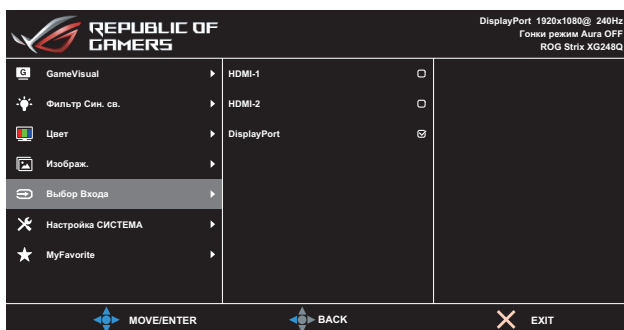 REPUBLIC OF
GAMERS
DisplayPort 1920x1080@ 240Hz
Гонки режим Aura OFF
ROG Strix XG248Q
G GameVisual
HDMI-1
Фильтр Син. св.
HDMI-2
Цвет
DisplayPort
Изображ.
Выбор Входа
Настройка СИСТЕМА
MyFavorite
MOVE/ENTER
BACK
EXIT